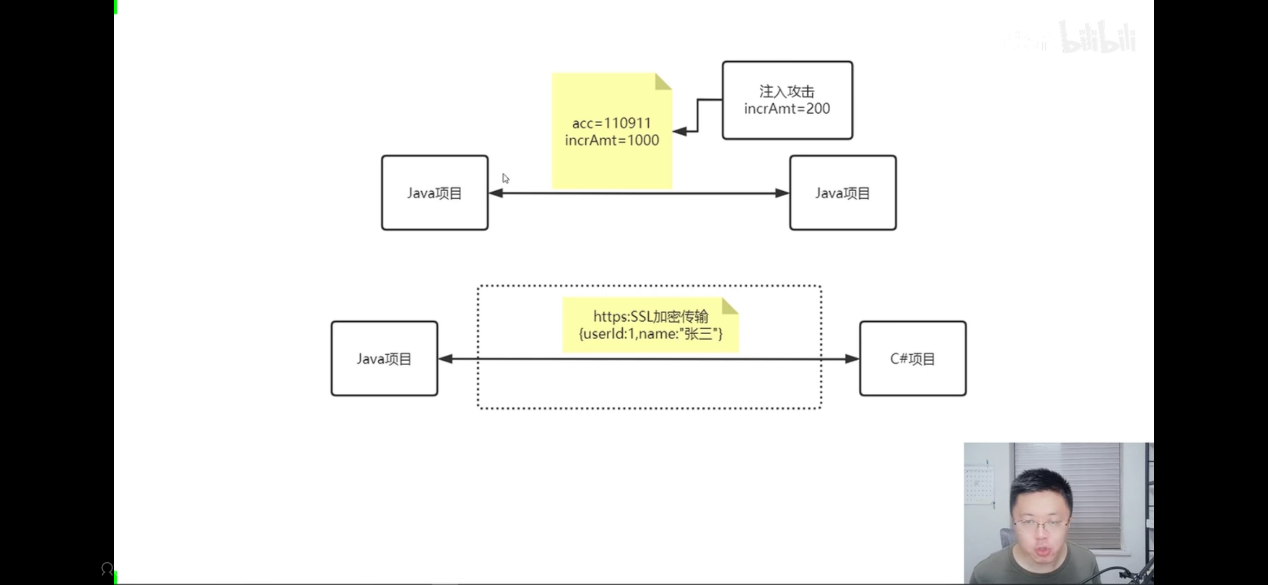 bilibili
注入攻击
incrAmt=200
acc=110911
incrAmt=1000
Java项目
Java项目
https:SSL加密传输
{userId:1,name:"张三"}
Java项目
C#项目